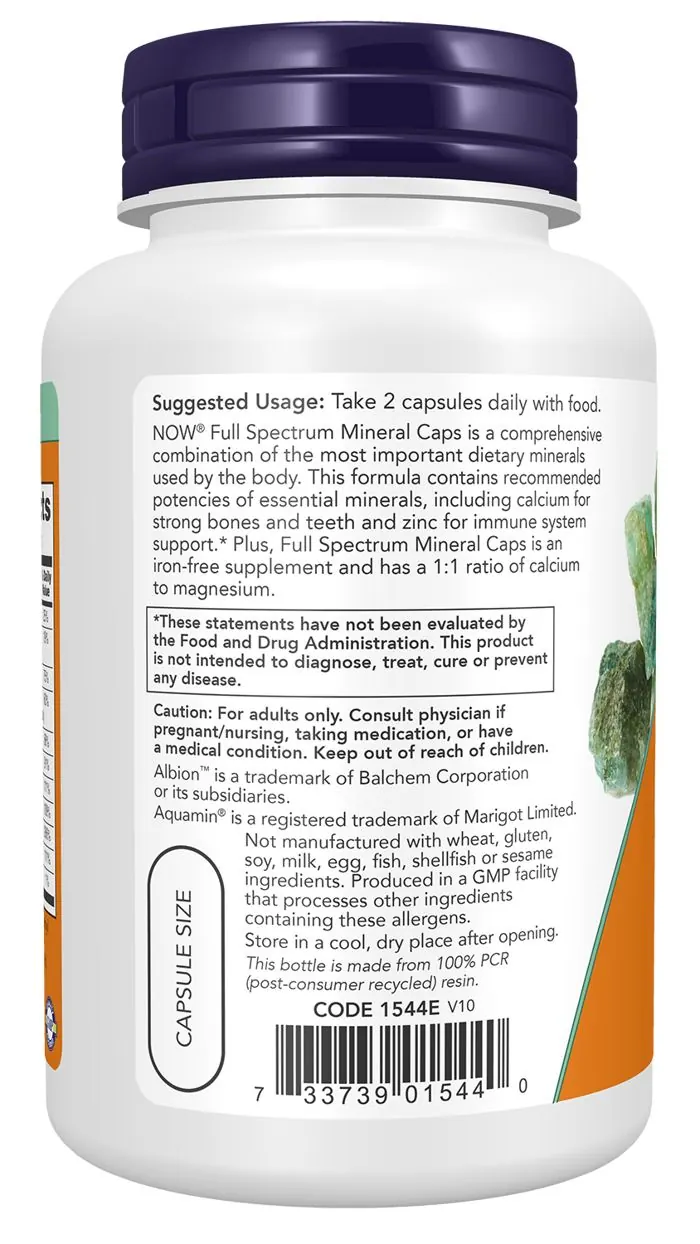 Suggested Usage: Take 2 capsules daily with food.
NOW® Full Spectrum Mineral Caps is a comprehensive
combination of the most important dietary minerals
used by the body. This formula contains recommended
potencies of essential minerals, including calcium for
strong bones and teeth and zinc for immune system
support.* Plus, Full Spectrum Mineral Caps is an
iron-free supplement and has a 1:1 ratio of calcium
to magnesium.
*These statements have not been evaluated by
the Food and Drug Administration. This product
is not intended to diagnose, treat, cure or prevent
any disease.
Caution: For adults only. Consult physician if
pregnant/nursing, taking medication, or have
a medical condition. Keep out of reach of children.
Albion™ is a trademark of Balchem Corporation
or its subsidiaries.
Aquamin® is a registered trademark of Marigot Limited.
Not manufactured with wheat, gluten,
soy, milk, egg, fish, shellfish or sesame
ingredients. Produced in a GMP facility
that processes other ingredients
containing these allergens.
Store in a cool, dry place after opening.
This bottle is made from 100% PCR
(post-consumer recycled) resin.
CAPSULE SIZE
CODE 1544E V10
7 33739 01544 0